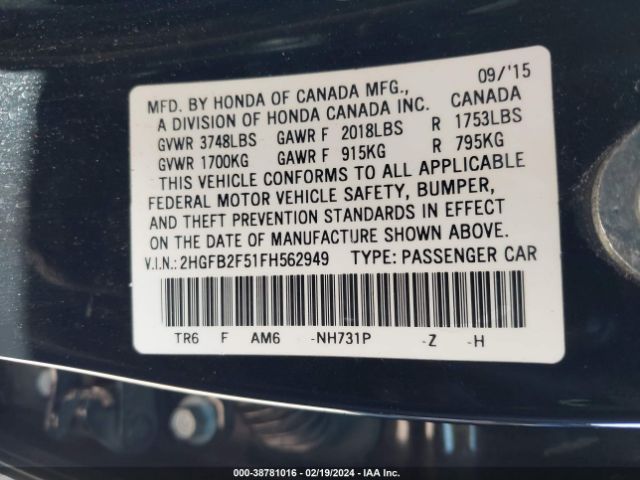 09/'15
MFD. BY HONDA OF CANADA MFG.,
A DIVISION OF HONDA CANADA INC. CANADA
GVWR 3748LBS GAWR F 2018LBS R 1753LBS
GVWR 1700KG GAWR F 915KG R 795KG
THIS VEHICLE CONFORMS TO ALL APPLICABLE
FEDERAL MOTOR VEHICLE SAFETY, BUMPER,
AND THEFT PREVENTION STANDARDS IN EFFECT
ON THE DATE OF MANUFACTURE SHOWN ABOVE.
V.I.N.: 2HGFB2F51FH562949 TYPE: PASSENGER CAR
TR6 F AM6 -NH731P -Z -H
000-38781016 - 02/19/2024 - IAA Inc.